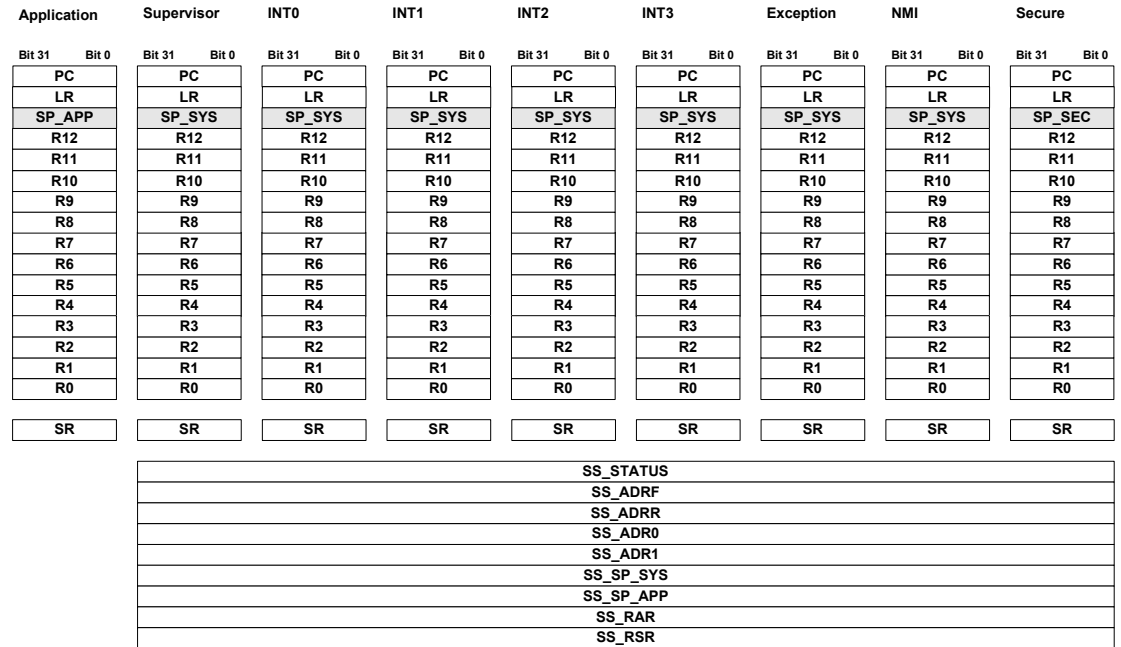 Application Supervisor INT0 INT1 INT2 INT3 Exception NMI Secure
Bit 31 Bit 0 Bit 31 Bit 0 Bit 31 Bit 0 Bit 31 Bit 0 Bit 31 Bit 0 Bit 31 Bit 0 Bit 31 Bit 0 Bit 31 Bit 0 Bit 31 Bit 0
PC PC PC PC PC PC PC PC PC
LR LR LR LR LR LR LR LR LR
SP_APP SP_SYS SP_SYS SP_SYS SP_SYS SP_SYS SP_SYS SP_SYS SP_SEC
R12 R12 R12 R12 R12 R12 R12 R12 R12
R11 R11 R11 R11 R11 R11 R11 R11 R11
R10 R10 R10 R10 R10 R10 R10 R10 R10
R9 R9 R9 R9 R9 R9 R9 R9 R9
R8 R8 R8 R8 R8 R8 R8 R8 R8
R7 R7 R7 R7 R7 R7 R7 R7 R7
R6 R6 R6 R6 R6 R6 R6 R6 R6
R5 R5 R5 R5 R5 R5 R5 R5 R5
R4 R4 R4 R4 R4 R4 R4 R4 R4
R3 R3 R3 R3 R3 R3 R3 R3 R3
R2 R2 R2 R2 R2 R2 R2 R2 R2
R1 R1 R1 R1 R1 R1 R1 R1 R1
R0 R0 R0 R0 R0 R0 R0 R0 R0
SR SR SR SR SR SR SR SR SR
SS_STATUS
SS_ADRF
SS_ADRR
SS_ADR0
SS_ADR1
SS_SP_SYS
SS_SP_APP
SS_RAR
SS_RSR